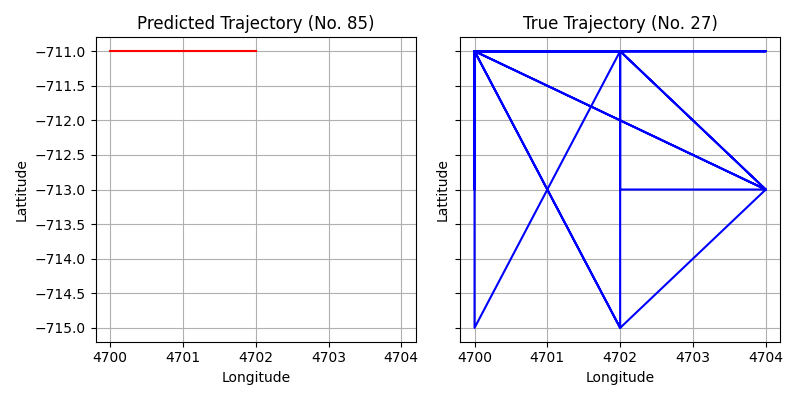 Predicted Trajectory (No. 85)
−711.0
−711.5
−712.0
−712.5
−713.0
−713.5
−714.0
−714.5
−715.0
Lattitude
4700 4701 4702 4703 4704
Longitude
True Trajectory (No. 27)
Lattitude
4700 4701 4702 4703 4704
Longitude